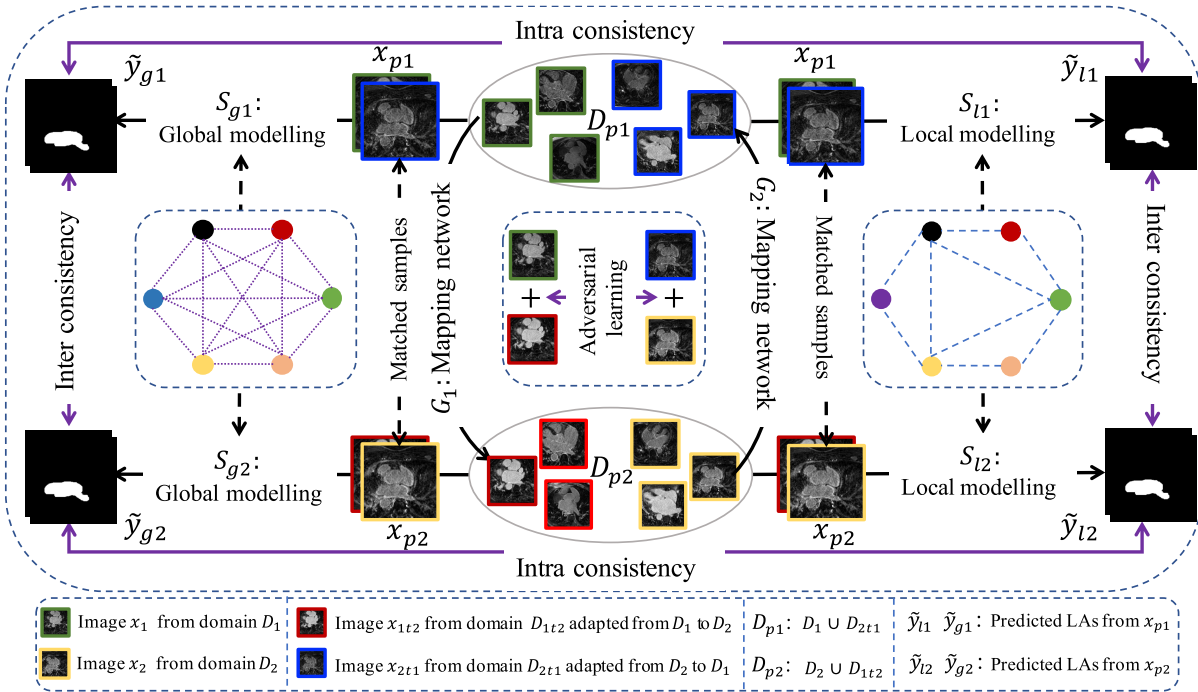 Intra consistency
ỹ_g1
x_p1
x_p1
ỹ_l1
S_g1:
Global modelling
D_p1
S_l1:
Local modelling
Inter consistency
Matched samples
G_1: Mapping network
Adversarial
learning
+
+
G_2: Mapping network
Matched samples
Inter consistency
S_g2:
Global modelling
D_p2
S_l2:
Local modelling
ỹ_g2
x_p2
x_p2
ỹ_l2
Intra consistency
Image x_1 from domain D_1
Image x_1t2 from domain D_1t2 adapted from D_1 to D_2
D_p1: D_1 ∪ D_2t1
ỹ_l1 ỹ_g1: Predicted LAs from x_p1
Image x_2 from domain D_2
Image x_2t1 from domain D_2t1 adapted from D_2 to D_1
D_p2: D_2 ∪ D_1t2
ỹ_l2 ỹ_g2: Predicted LAs from x_p2